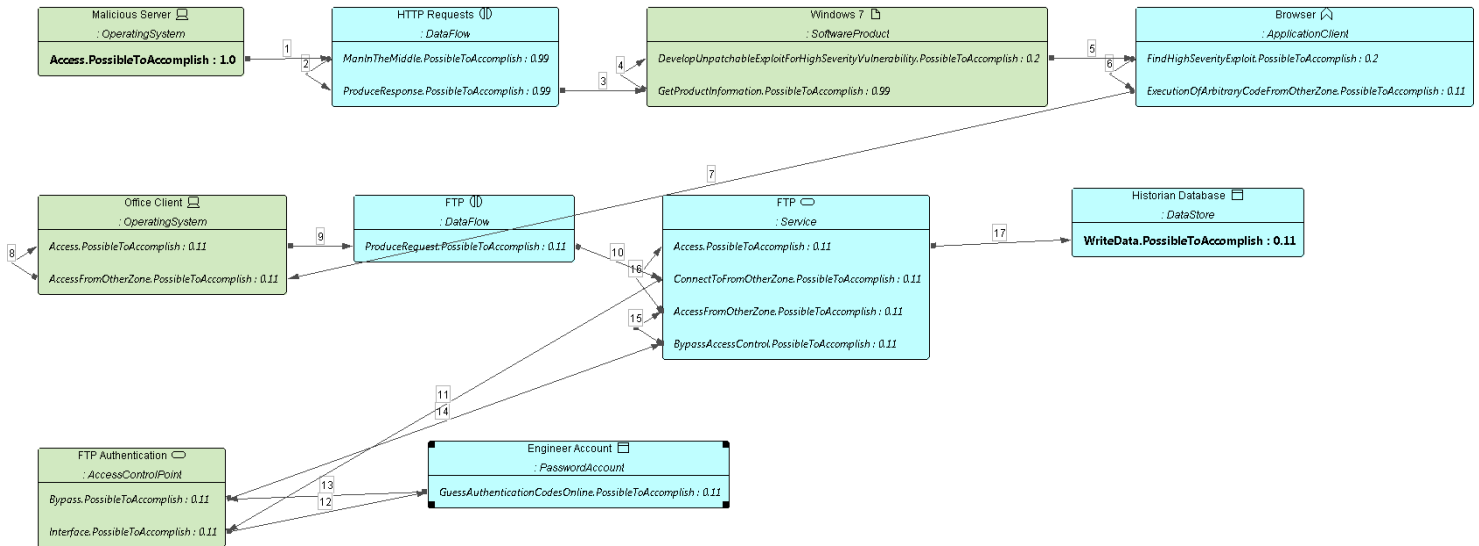 Malicious Server
: OperatingSystem
Access.PossibleToAccomplish : 1.0
1
2
HTTP Requests
: DataFlow
ManInTheMiddle.PossibleToAccomplish : 0.99
ProduceResponse.PossibleToAccomplish : 0.99
3
4
Windows 7
: SoftwareProduct
DevelopUnpatchableExploitForHighSeverityVulnerability.PossibleToAccomplish : 0.2
GetProductInformation.PossibleToAccomplish : 0.99
5
6
Browser
: ApplicationClient
FindHighSeverityExploit.PossibleToAccomplish : 0.2
ExecutionOfArbitraryCodeFromOtherZone.PossibleToAccomplish : 0.11
7
8
Office Client
: OperatingSystem
Access.PossibleToAccomplish : 0.11
AccessFromOtherZone.PossibleToAccomplish : 0.11
9
FTP
: DataFlow
ProduceRequest.PossibleToAccomplish : 0.11
10
16
15
FTP
: Service
Access.PossibleToAccomplish : 0.11
ConnectToFromOtherZone.PossibleToAccomplish : 0.11
AccessFromOtherZone.PossibleToAccomplish : 0.11
BypassAccessControl.PossibleToAccomplish : 0.11
17
Historian Database
: DataStore
WriteData.PossibleToAccomplish : 0.11
11
14
FTP Authentication
: AccessControlPoint
Bypass.PossibleToAccomplish : 0.11
Interface.PossibleToAccomplish : 0.11
13
12
Engineer Account
: PasswordAccount
GuessAuthenticationCodesOnline.PossibleToAccomplish : 0.11